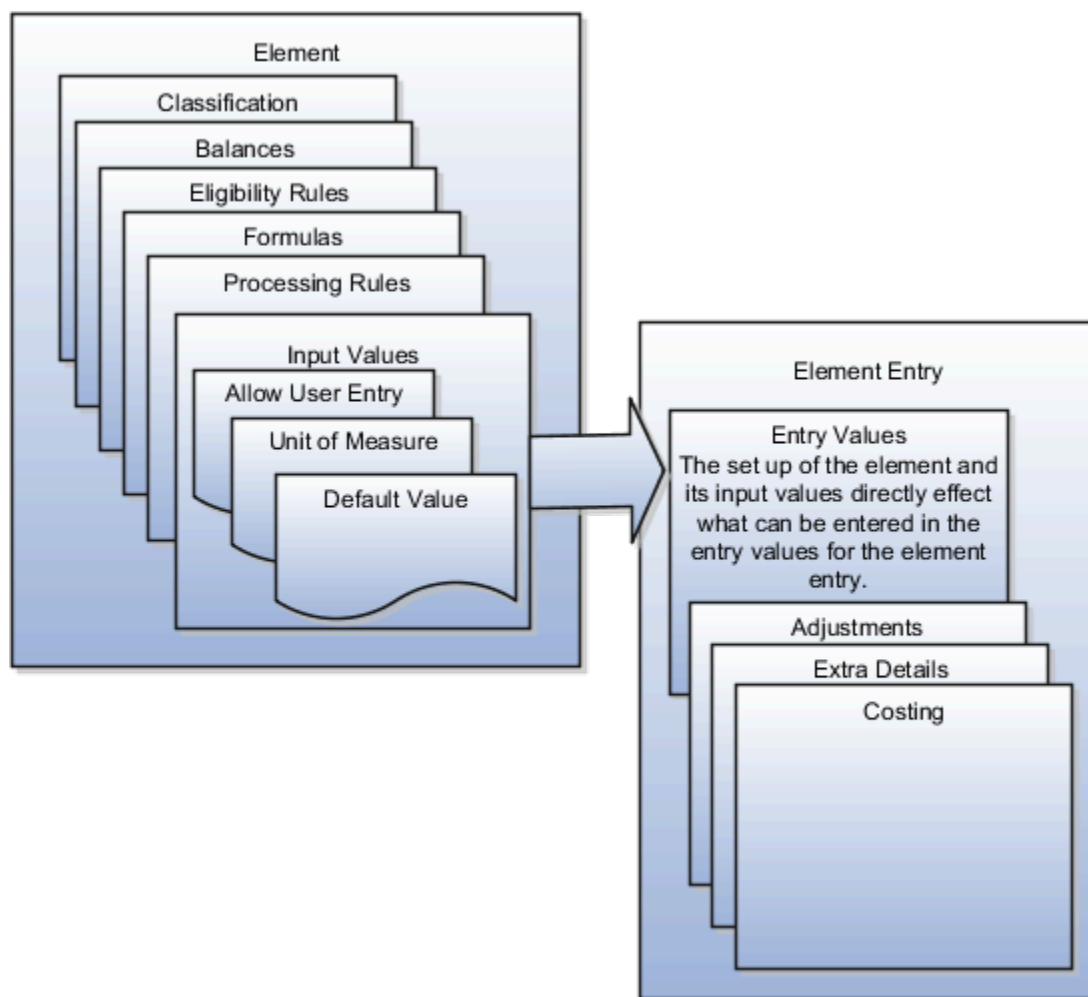 Element
Classification
Balances
Eligibility Rules
Formulas
Processing Rules
Input Values
Allow User Entry
Unit of Measure
Default Value
Element Entry
Entry Values
The set up of the element and
its input values directly effect
what can be entered in the
entry values for the element
entry.
Adjustments
Extra Details
Costing